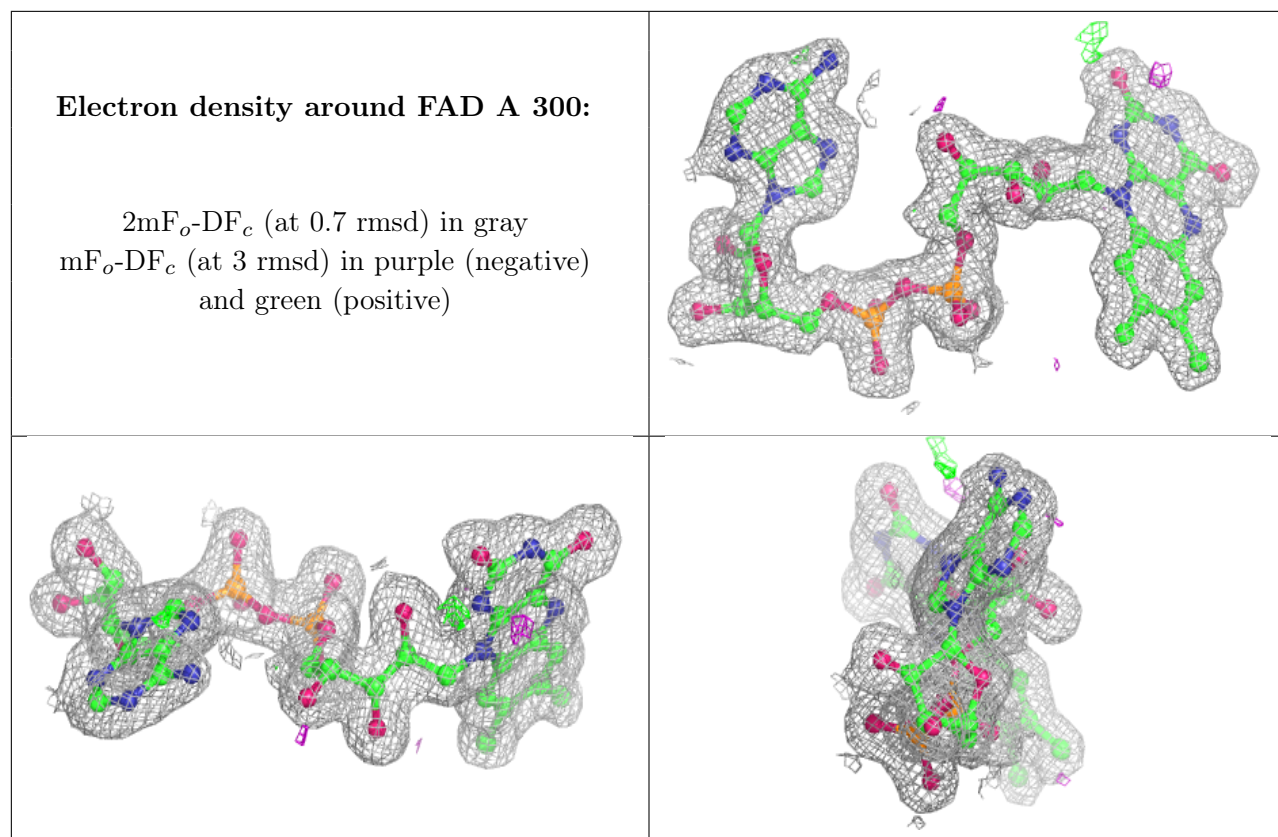 Electron density around FAD A 300:
2mFₒ-DF𝒸 (at 0.7 rmsd) in gray
mFₒ-DF𝒸 (at 3 rmsd) in purple (negative)
and green (positive)